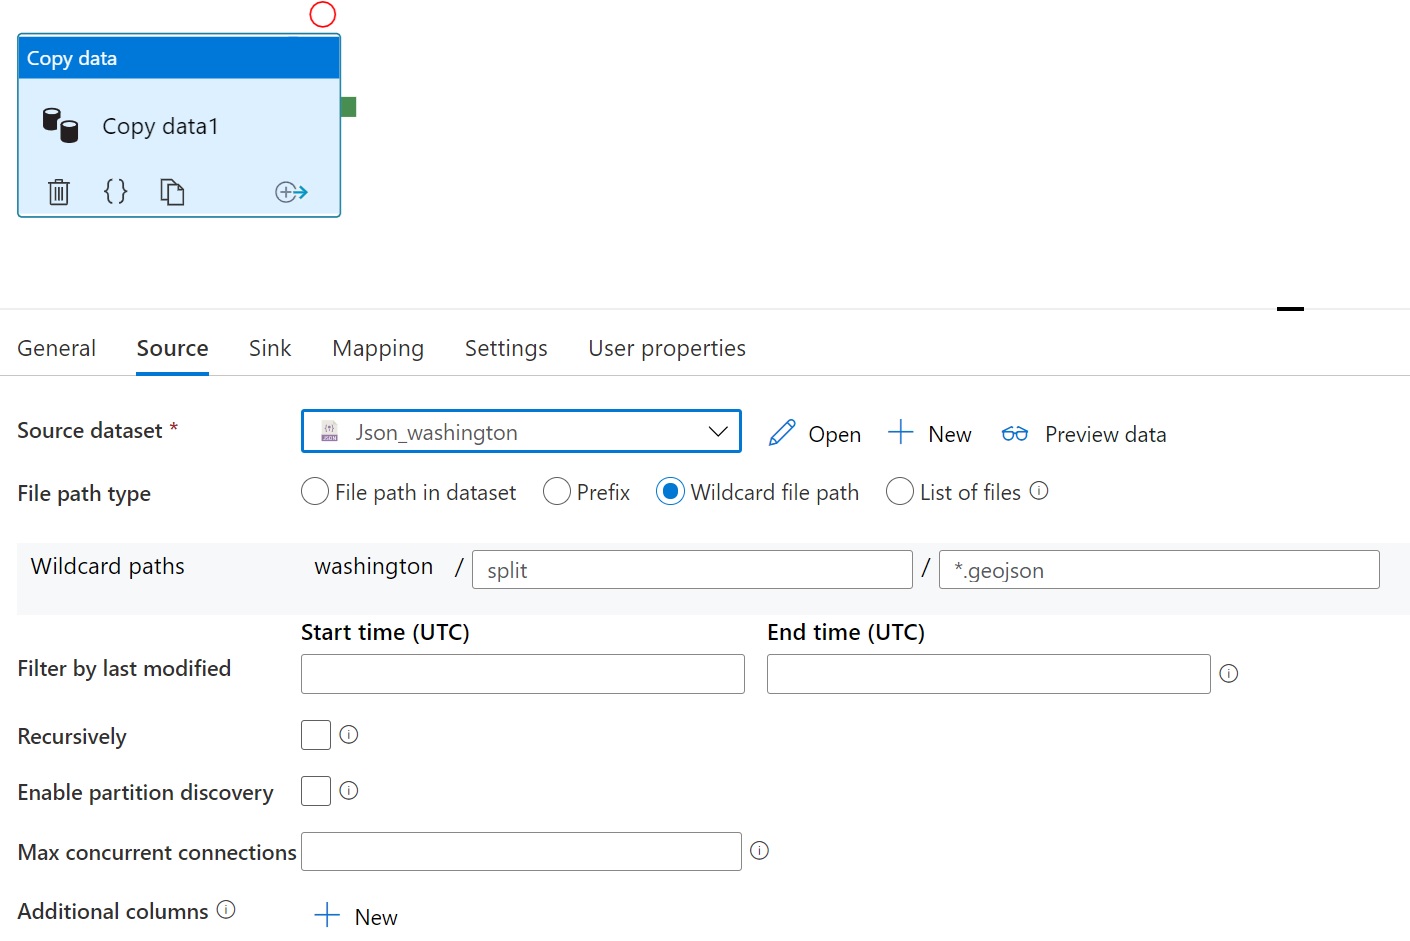 Copy data
Copy data1
General Source Sink Mapping Settings User properties
Source dataset * Json_washington Open New Preview data
File path type File path in dataset Prefix Wildcard file path List of files
Wildcard paths washington / split / *.geojson
Start time (UTC) End time (UTC)
Filter by last modified
Recursively
Enable partition discovery
Max concurrent connections
Additional columns New